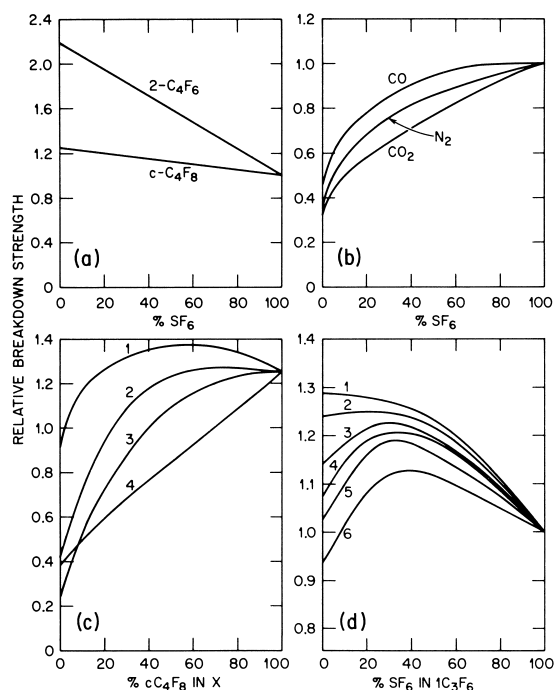 RELATIVE BREAKDOWN STRENGTH
2.4
2.0
1.6
1.2
0.8
0.4
0
2–C₄F₆
c–C₄F₈
(a)
0 20 40 60 80 100
% SF₆
1.2
1.0
0.8
0.6
0.4
0.2
0
CO
N₂
CO₂
(b)
0 20 40 60 80 100
% SF₆
1.4
1.2
1.0
0.8
0.6
0.4
0.2
0
1
2
3
4
(c)
0 20 40 60 80 100
% cC₄F₈ IN X
1.4
1.3
1.2
1.1
1.0
0.9
0.8
1
2
3
4
5
6
(d)
0 20 40 60 80 100
% SF₆ IN 1C₃F₆